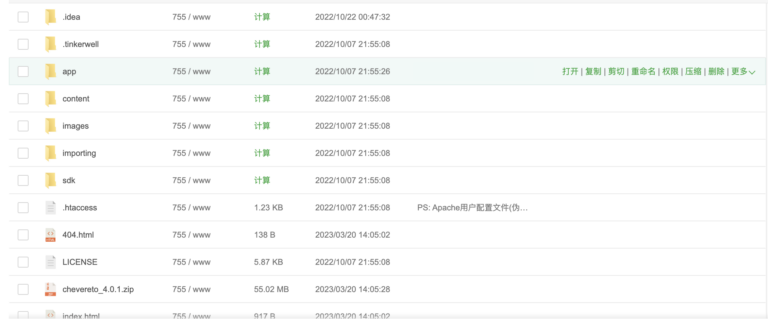 .idea 755 / www 计算 2022/10/22 00:47:32
.tinkerwell 755 / www 计算 2022/10/07 21:55:08
app 755 / www 计算 2022/10/07 21:55:26 打开 | 复制 | 剪切 | 重命名 | 权限 | 压缩 | 删除 | 更多
content 755 / www 计算 2022/10/07 21:55:08
images 755 / www 计算 2022/10/07 21:55:08
importing 755 / www 计算 2022/10/07 21:55:08
sdk 755 / www 计算 2022/10/07 21:55:08
.htaccess 755 / www 1.23 KB 2022/10/07 21:55:08 PS: Apache用户配置文件(伪…
404.html 755 / www 138 B 2023/03/20 14:05:02
LICENSE 755 / www 5.87 KB 2022/10/07 21:55:08
chevereto_4.0.1.zip 755 / www 55.02 MB 2023/03/20 14:05:28
index.html 755 / www 917 B 2023/03/20 14:05:02